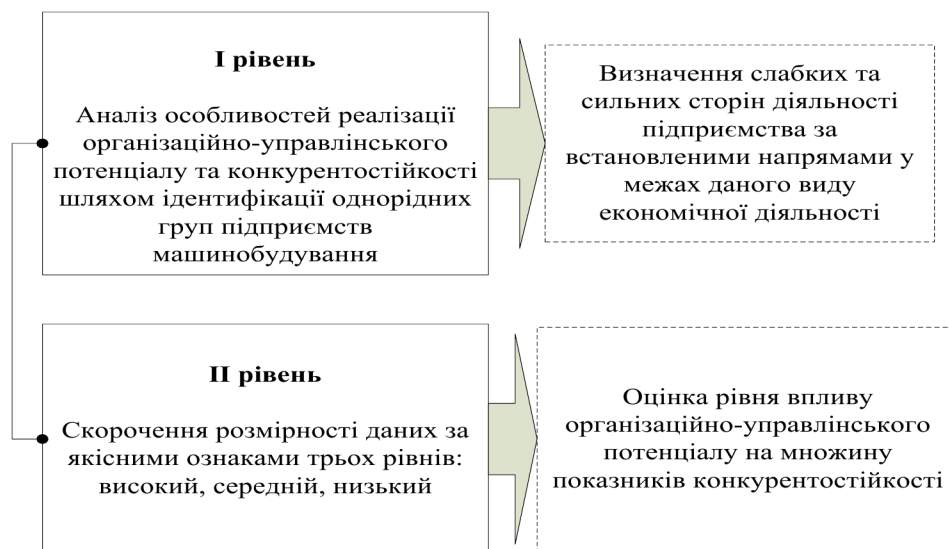 І рівень
Аналіз особливостей реалізації
організаційно-управлінського
потенціалу та конкурентостійкості
шляхом ідентифікації однорідних
груп підприємств
машинобудування
Визначення слабких та
сильних сторін діяльності
підприємства за
встановленими напрямами у
межах даного виду
економічної діяльності
ІІ рівень
Скорочення розмірності даних за
якісними ознаками трьох рівнів:
високий, середній, низький
Оцінка рівня впливу
організаційно-управлінського
потенціалу на множину
показників конкурентостійкості